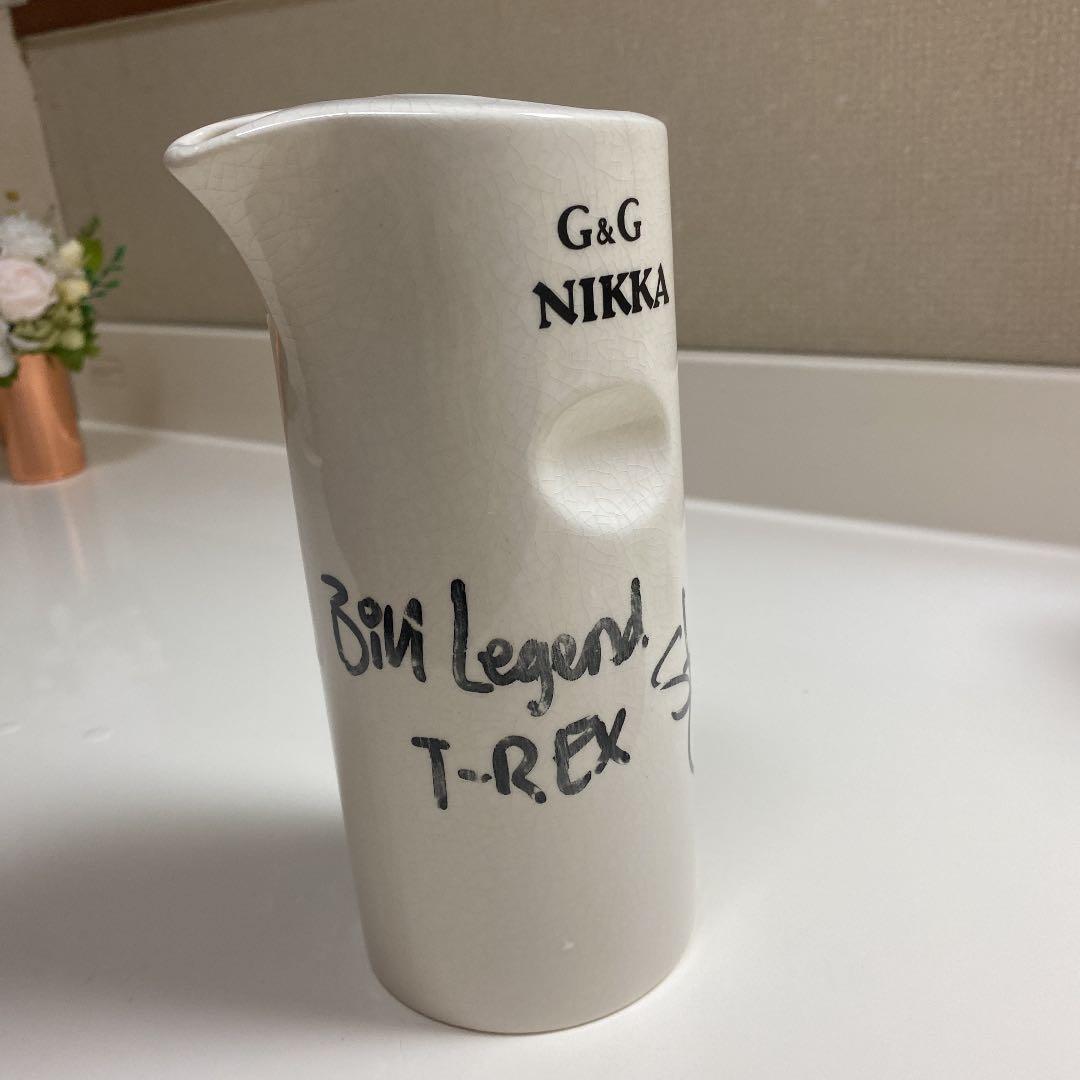 G&G
NIKKA
Bill Legend.
T-REX